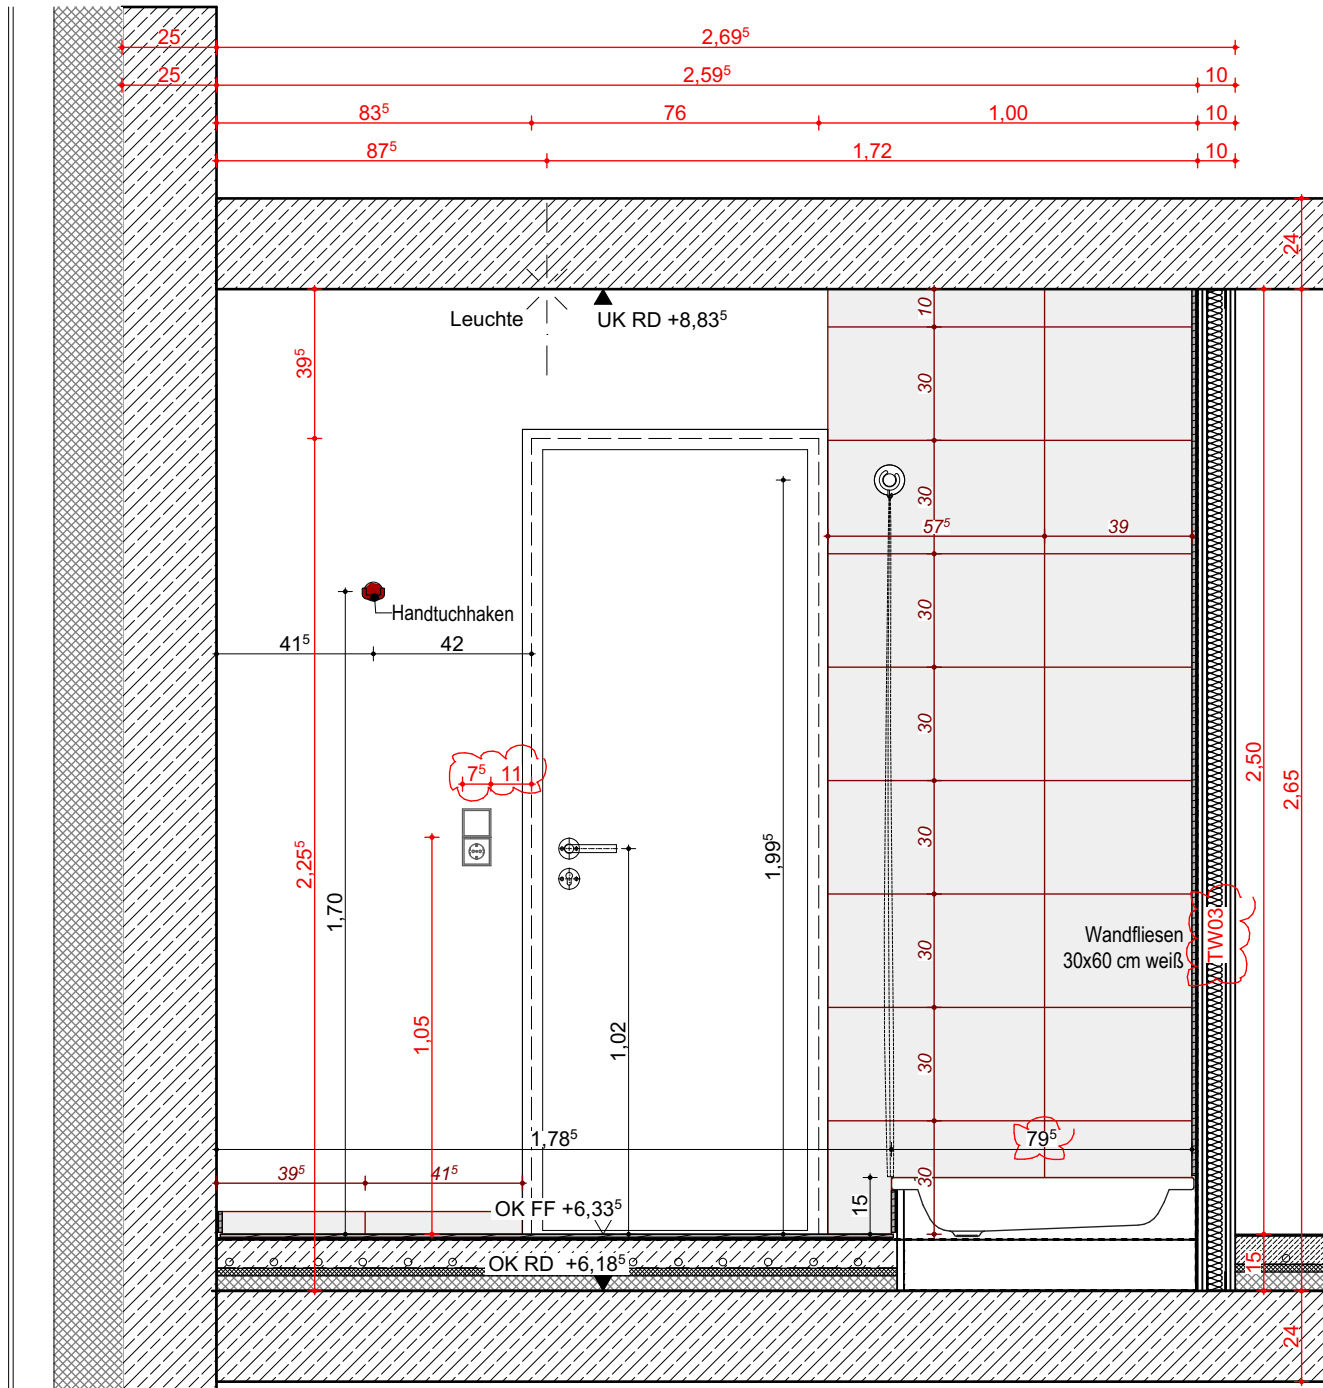 25 2,69⁵
25 2,59⁵ 10
83⁵ 76 1,00 10
87⁵ 1,72 10
24
Leuchte UK RD +8,83⁵
10
39⁵
30
30
57⁵ 39
Handtuchhaken
30
41⁵ 42
30
7⁵ 11
2,50
2,65
30
1,99⁵
2,25⁵
1,70
Wandfliesen
30x60 cm weiß
TW03
30
1,05
1,02
30
1,78⁵ 79⁵
39⁵ 41⁵
30
15
OK FF +6,33⁵
OK RD +6,18⁵
15
24